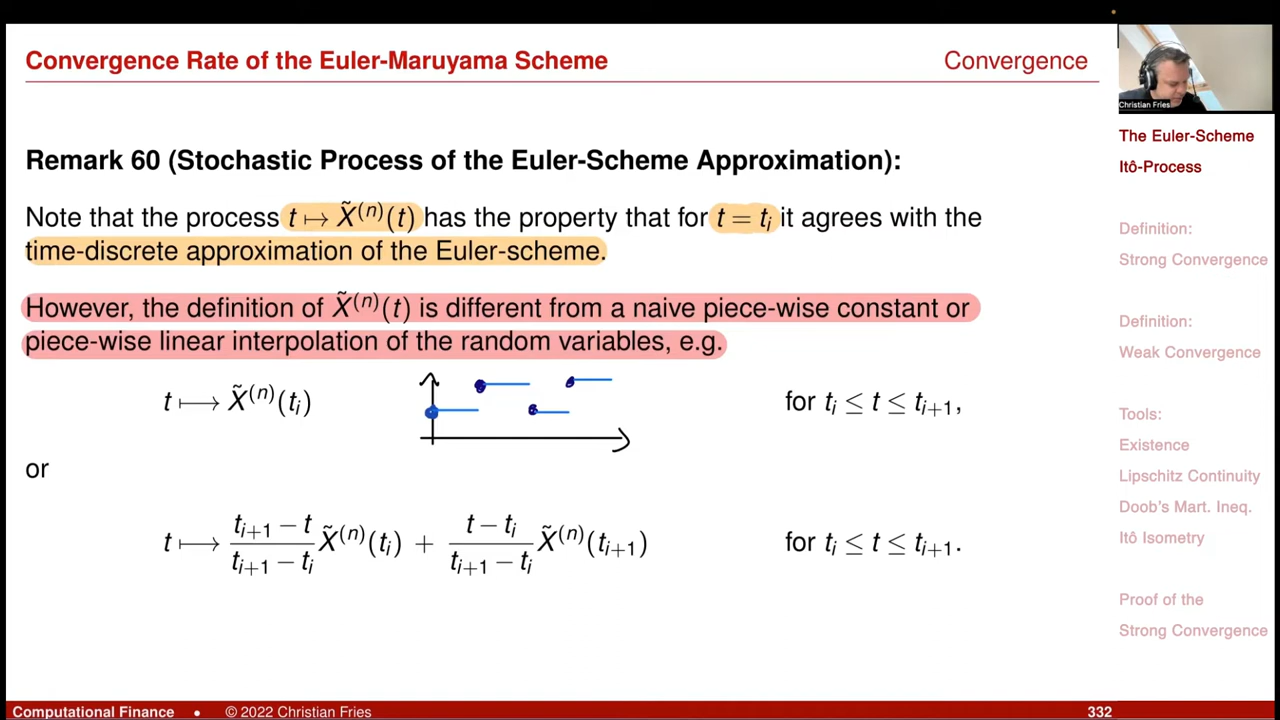 Convergence Rate of the Euler-Maruyama Scheme
Convergence
Christian Fries
Remark 60 (Stochastic Process of the Euler-Scheme Approximation):
Note that the process t ↦ X̃⁽ⁿ⁾(t) has the property that for t = tᵢ it agrees with the
time-discrete approximation of the Euler-scheme.
However, the definition of X̃⁽ⁿ⁾(t) is different from a naive piece-wise constant or
piece-wise linear interpolation of the random variables, e.g.
t ⟼ X̃⁽ⁿ⁾(tᵢ) for tᵢ ≤ t ≤ tᵢ₊₁,
or
t ⟼ (tᵢ₊₁ − t)/(tᵢ₊₁ − tᵢ) X̃⁽ⁿ⁾(tᵢ) + (t − tᵢ)/(tᵢ₊₁ − tᵢ) X̃⁽ⁿ⁾(tᵢ₊₁) for tᵢ ≤ t ≤ tᵢ₊₁.
The Euler-Scheme
Itô-Process
Definition:
Strong Convergence
Definition:
Weak Convergence
Tools:
Existence
Lipschitz Continuity
Doob's Mart. Ineq.
Itô Isometry
Proof of the
Strong Convergence
Computational Finance • © 2022 Christian Fries 332